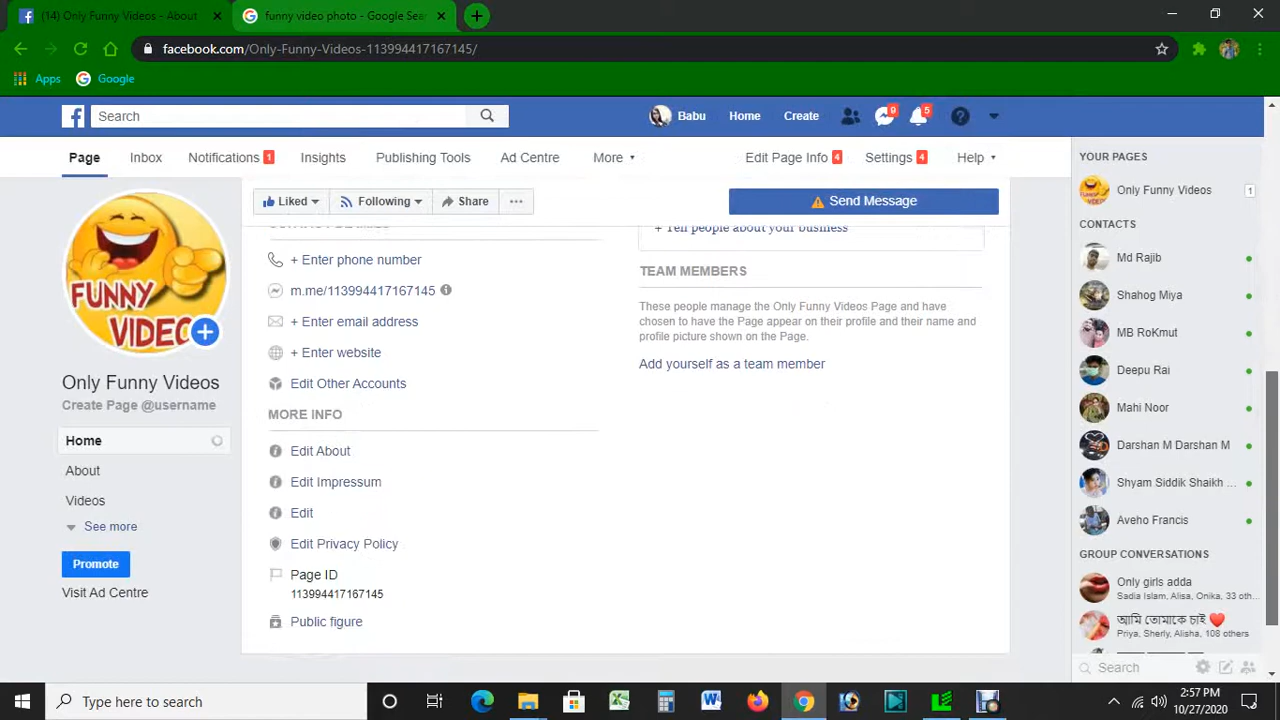 (14) Only Funny Videos - About
funny video photo - Google Sea
facebook.com/Only-Funny-Videos-113994417167145/
Apps
Google
Search
Babu
Home
Create
9
5
Page
Inbox
Notifications 1
Insights
Publishing Tools
Ad Centre
More
Edit Page Info 4
Settings 4
Help
Liked
Following
Share
Send Message
FUNNY
VIDEO
Only Funny Videos
Create Page @username
Home
About
Videos
See more
Promote
Visit Ad Centre
+ Enter phone number
m.me/113994417167145
+ Enter email address
+ Enter website
Edit Other Accounts
MORE INFO
Edit About
Edit Impressum
Edit
Edit Privacy Policy
Page ID
113994417167145
Public figure
+ Tell people about your business
TEAM MEMBERS
These people manage the Only Funny Videos Page and have
chosen to have the Page appear on their profile and their name and
profile picture shown on the Page.
Add yourself as a team member
YOUR PAGES
Only Funny Videos 1
CONTACTS
Md Rajib
Shahog Miya
MB RoKmut
Deepu Rai
Mahi Noor
Darshan M Darshan M
Shyam Siddik Shaikh ...
Aveho Francis
GROUP CONVERSATIONS
Only girls adda
Sadia Islam, Alisa, Onika, 33 oth...
আমি তোমাকে চাই ❤️
Priya, Sherly, Alisha, 108 others
Search
Type here to search
2:57 PM
10/27/2020